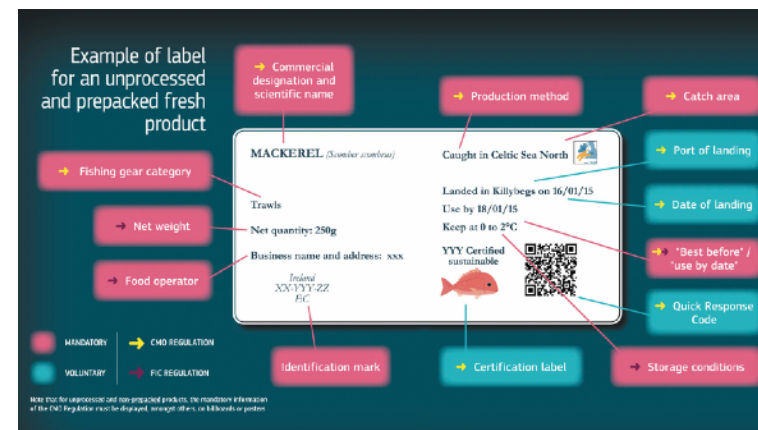 Example of label
for an unprocessed
and prepacked fresh
product
Commercial
designation and
scientific name
Production method
Catch area
Fishing gear category
Port of landing
Net weight
Date of landing
Food operator
"Best before" /
"use by date"
Quick Response
Code
Identification mark
Certification label
Storage conditions
MACKEREL (Scomber scombrus)
Trawls
Net quantity: 250g
Business name and address: xxx
Ireland
XX-YYY-ZZ
EC
Caught in Celtic Sea North
Landed in Killybegs on 16/01/15
Use by 18/01/15
Keep at 0 to 2°C
YYY Certified
sustainable
MANDATORY
CMO REGULATION
VOLUNTARY
FIC REGULATION
Note that for unprocessed and non-prepacked products, the mandatory information
of the CMO Regulation must be displayed, amongst others, on billboards or posters